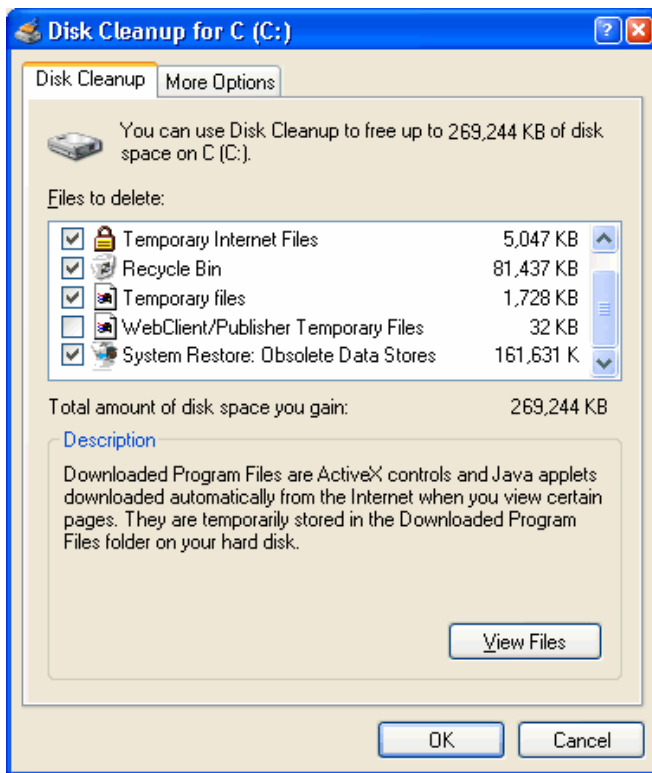 Disk Cleanup for C (C:)
Disk Cleanup
More Options
You can use Disk Cleanup to free up to 269,244 KB of disk
space on C (C:).
Files to delete:
Temporary Internet Files 5,047 KB
Recycle Bin 81,437 KB
Temporary files 1,728 KB
WebClient/Publisher Temporary Files 32 KB
System Restore: Obsolete Data Stores 161,631 K
Total amount of disk space you gain: 269,244 KB
Description
Downloaded Program Files are ActiveX controls and Java applets
downloaded automatically from the Internet when you view certain
pages. They are temporarily stored in the Downloaded Program
Files folder on your hard disk.
View Files
OK
Cancel